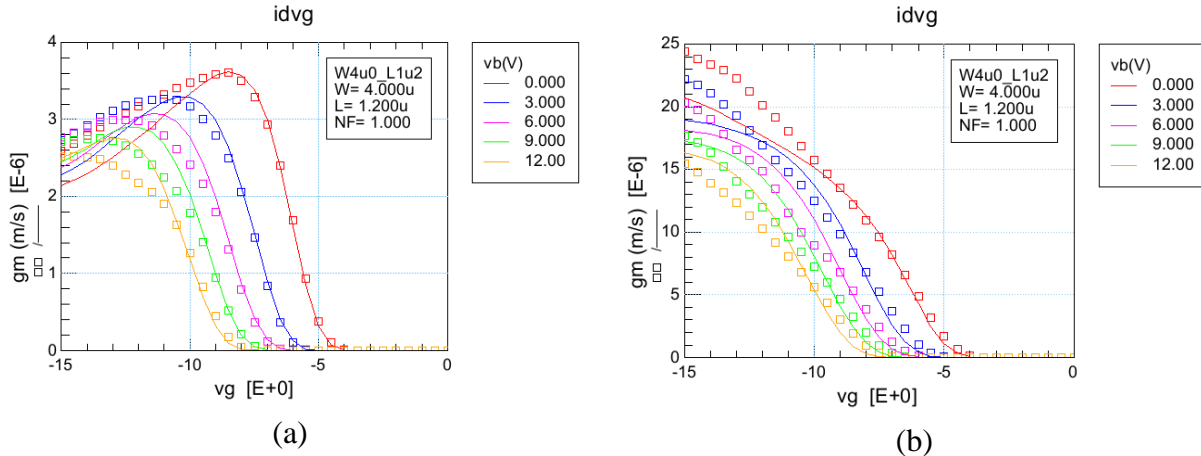 idvg
4
3
2
1
0
-15
-10
-5
0
gm (m/s) [E-6]
vg [E+0]
W4u0_L1u2
W= 4.000u
L= 1.200u
NF= 1.000
vb(V)
0.000
3.000
6.000
9.000
12.00
(a)
idvg
25
20
15
10
5
0
-15
-10
-5
0
gm (m/s) [E-6]
vg [E+0]
W4u0_L1u2
W= 4.000u
L= 1.200u
NF= 1.000
vb(V)
0.000
3.000
6.000
9.000
12.00
(b)